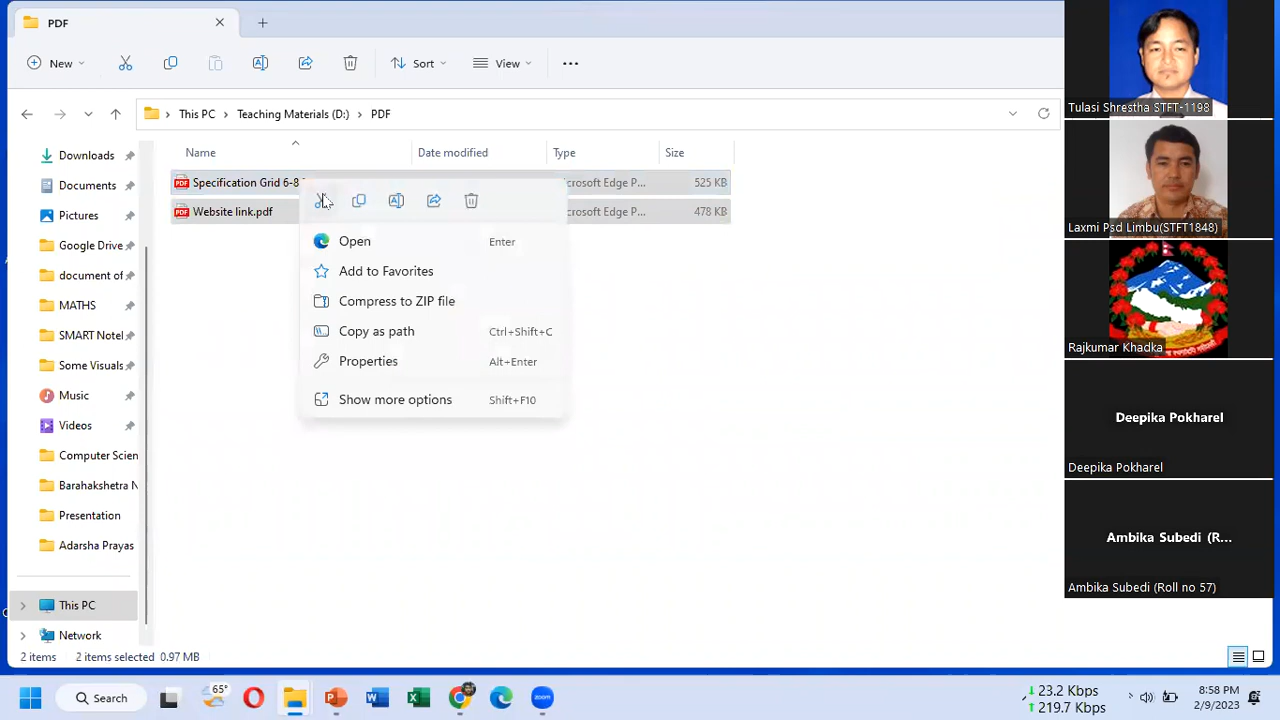 PDF
New
Sort
View
This PC > Teaching Materials (D:) > PDF
Name Date modified Type Size
Specification Grid 6-8 icrosoft Edge P... 525 KB
Website link.pdf icrosoft Edge P... 478 KB
Open Enter
Add to Favorites
Compress to ZIP file
Copy as path Ctrl+Shift+C
Properties Alt+Enter
Show more options Shift+F10
Downloads
Documents
Pictures
Google Drive
document of
MATHS
SMART Notel
Some Visuals
Music
Videos
Computer Scien
Barahakshetra N
Presentation
Adarsha Prayas
This PC
Network
2 items 2 items selected 0.97 MB
Tulasi Shrestha STFT-1198
Laxmi Psd Limbu(STFT1848)
Rajkumar Khadka
Deepika Pokharel
Deepika Pokharel
Ambika Subedi (R...
Ambika Subedi (Roll no 57)
Search
65°
23.2 Kbps
219.7 Kbps
8:58 PM
2/9/2023